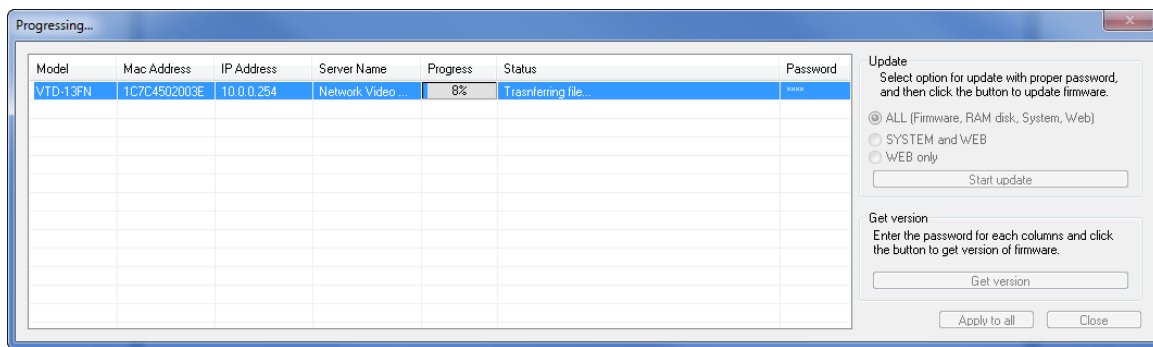 Progressing...
Model Mac Address IP Address Server Name Progress Status Password
VTD-13FN 1C7C4502003E 10.0.0.254 Network Video ... 8% Trasnferring file... ****
Update
Select option for update with proper password,
and then click the button to update firmware.
ALL (Firmware, RAM disk, System, Web)
SYSTEM and WEB
WEB only
Start update
Get version
Enter the password for each columns and click
the button to get version of firmware.
Get version
Apply to all Close